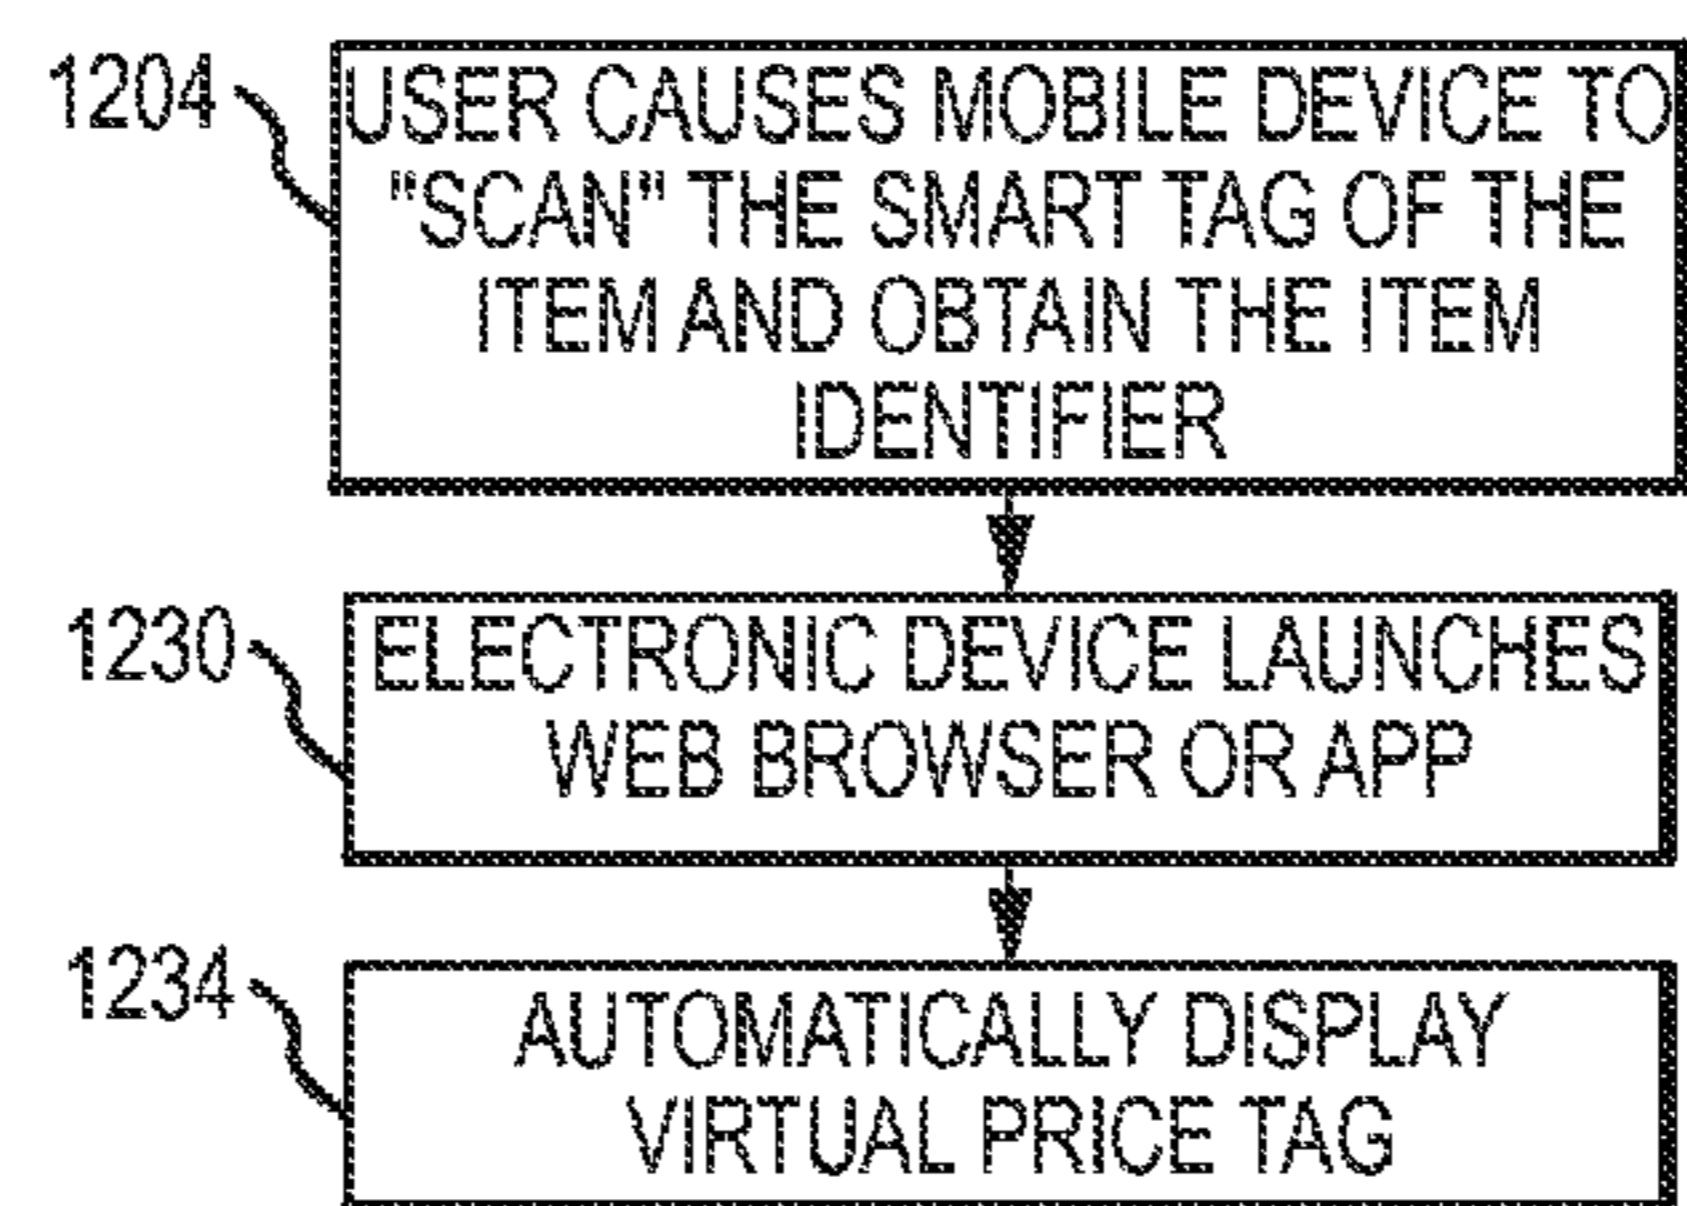 1204
USER CAUSES MOBILE DEVICE TO
"SCAN" THE SMART TAG OF THE
ITEM AND OBTAIN THE ITEM
IDENTIFIER
1230
ELECTRONIC DEVICE LAUNCHES
WEB BROWSER OR APP
1234
AUTOMATICALLY DISPLAY
VIRTUAL PRICE TAG